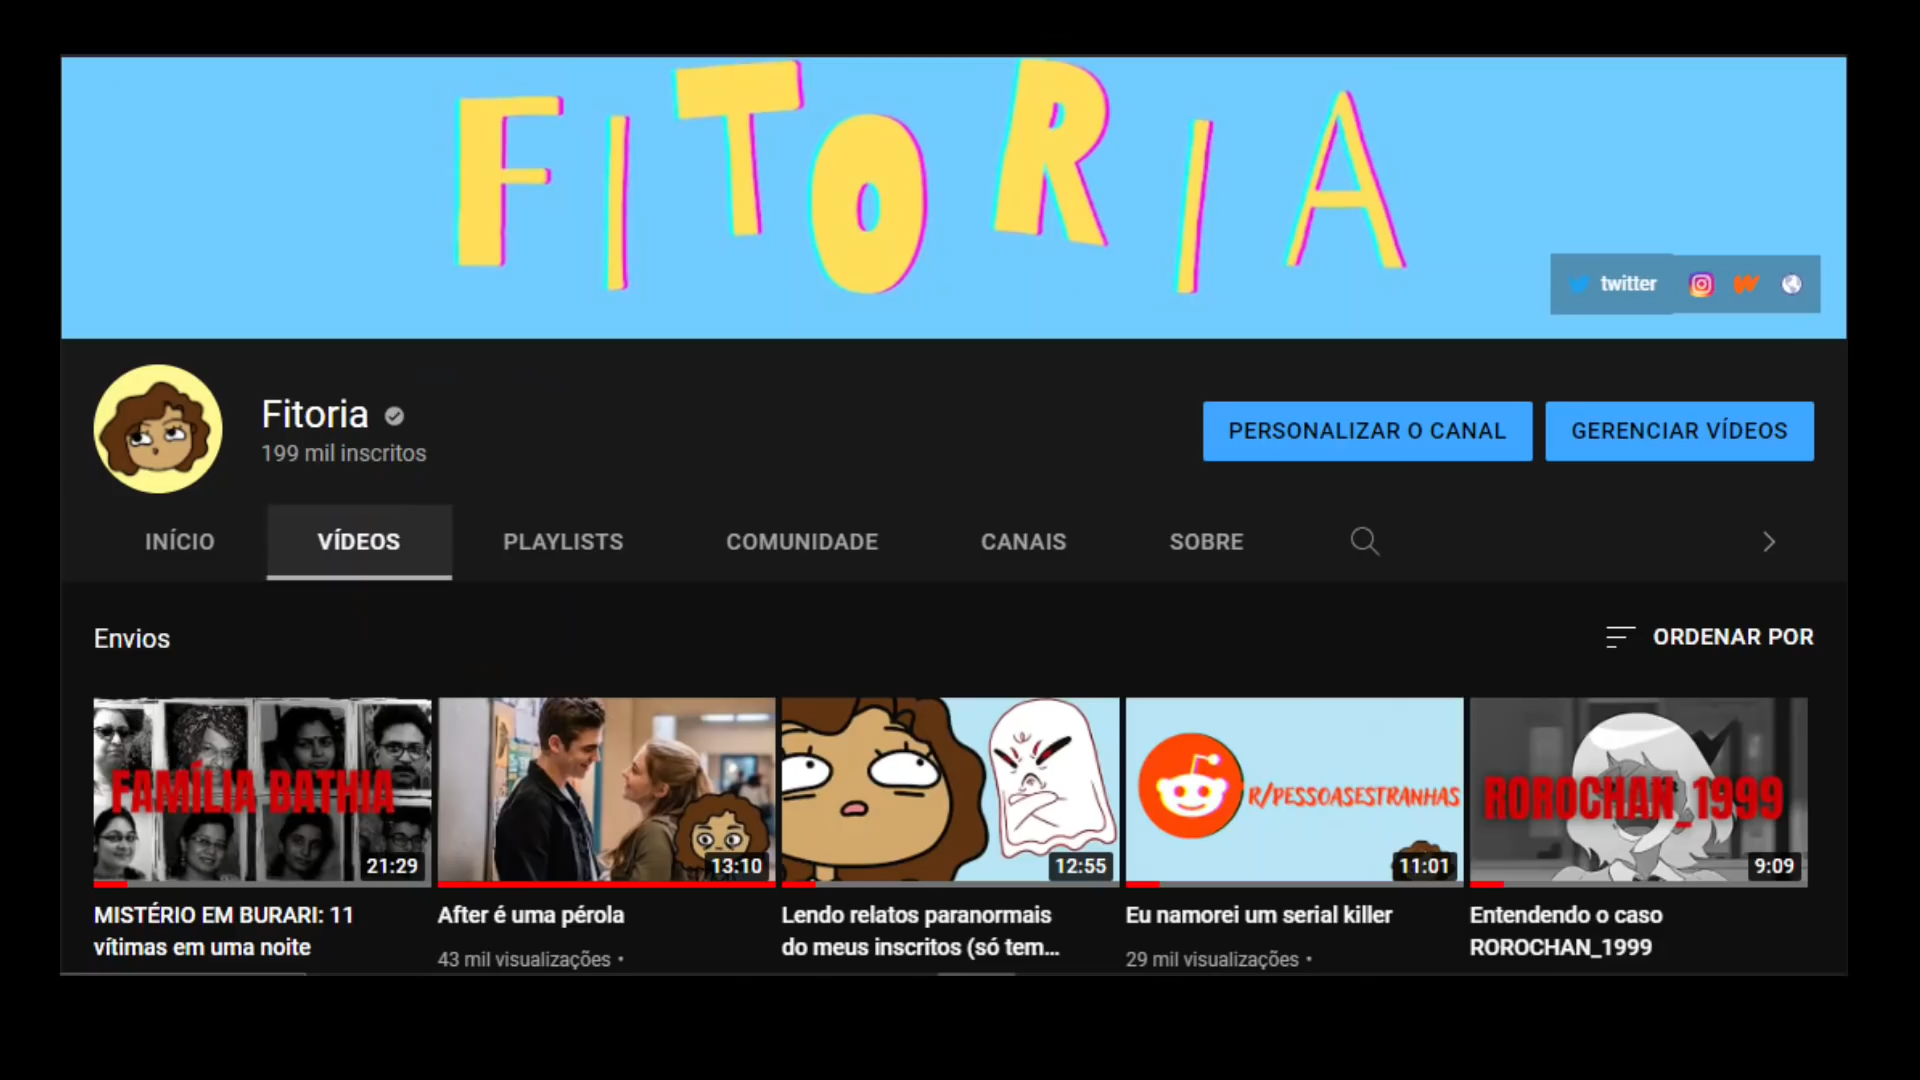 FITORIA
twitter
Fitoria
199 mil inscritos
PERSONALIZAR O CANAL
GERENCIAR VÍDEOS
INÍCIO
VÍDEOS
PLAYLISTS
COMUNIDADE
CANAIS
SOBRE
Envios
ORDENAR POR
FAMÍLIA BATHIA
21:29
MISTÉRIO EM BURARI: 11
vítimas em uma noite
13:10
After é uma pérola
43 mil visualizações •
12:55
Lendo relatos paranormais
do meus inscritos (só tem...
R/PESSOASESTRANHAS
11:01
Eu namorei um serial killer
29 mil visualizações •
ROROCHAN_1999
9:09
Entendendo o caso
ROROCHAN_1999